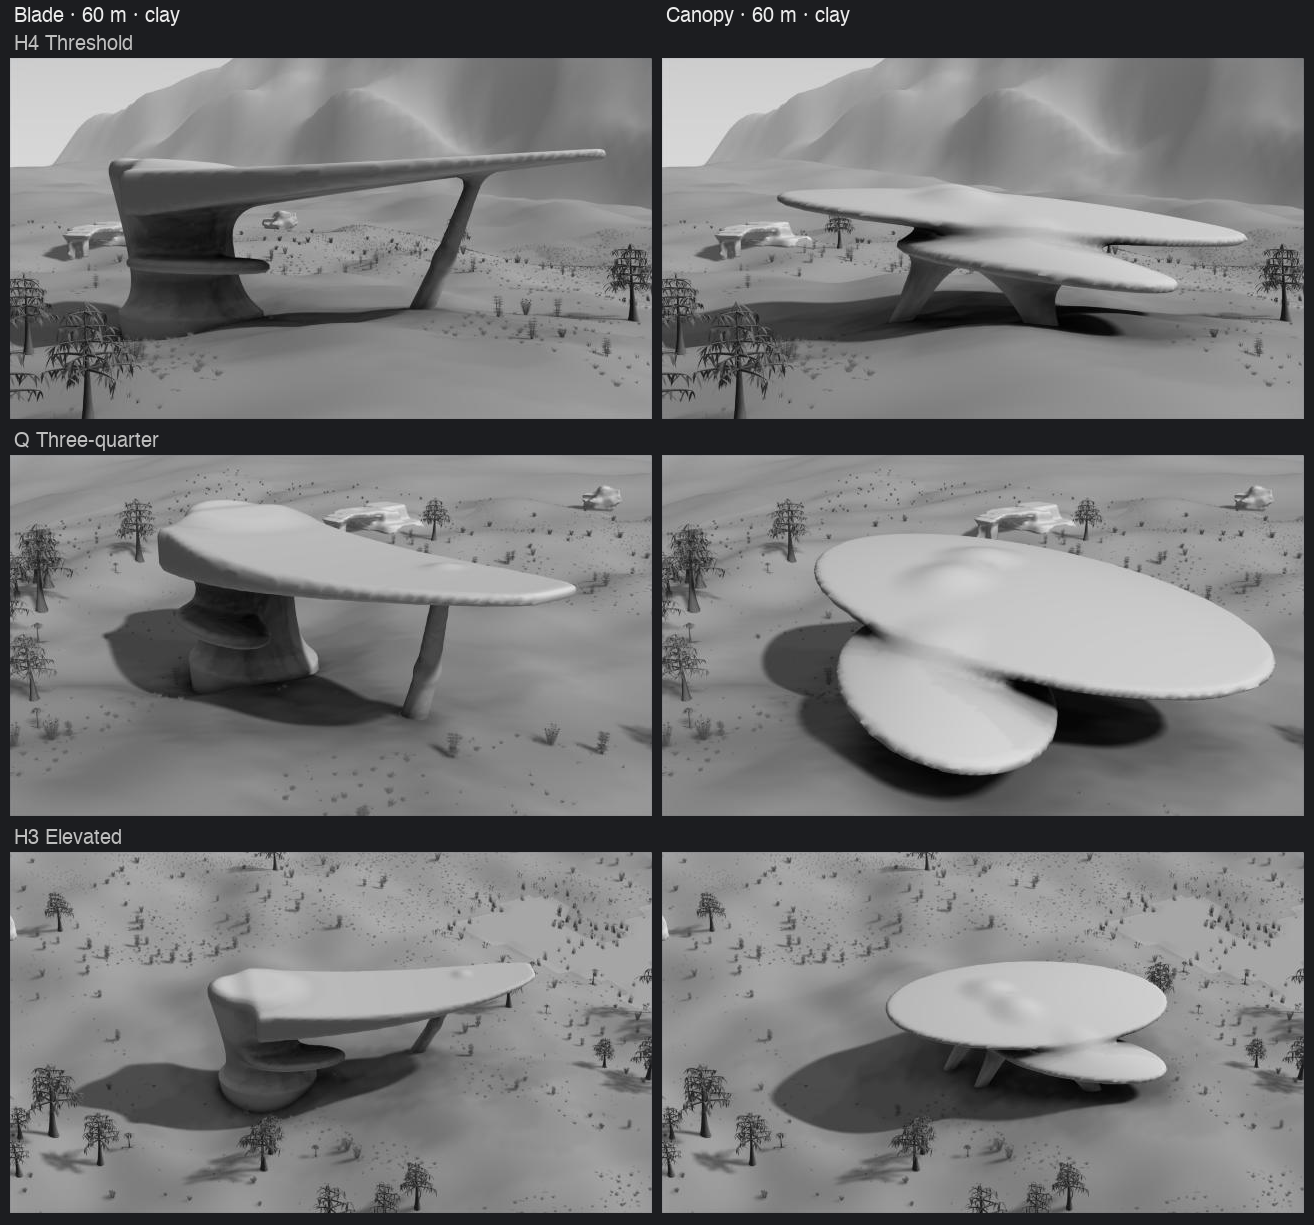 Blade · 60 m · clay
Canopy · 60 m · clay
H4 Threshold
Q Three-quarter
H3 Elevated